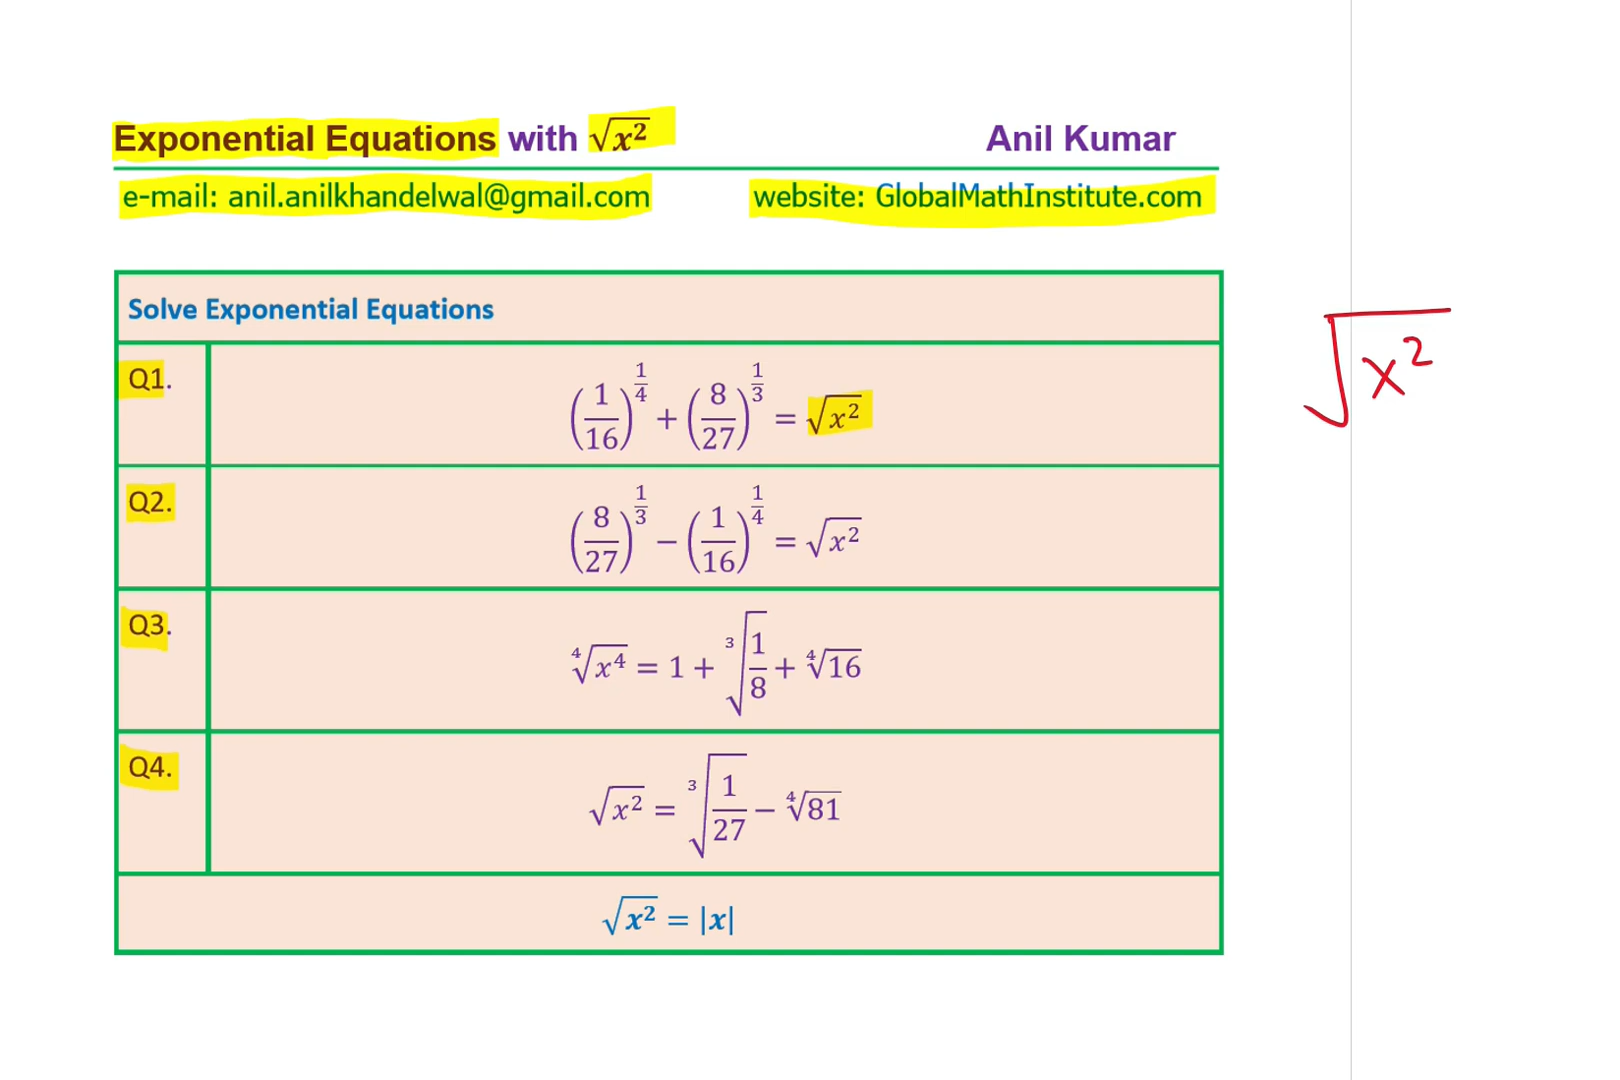 Exponential Equations with √x² Anil Kumar
e-mail: anil.anilkhandelwal@gmail.com website: GlobalMathInstitute.com
Solve Exponential Equations
√x²
Q1. (1/16)^(1/4) + (8/27)^(1/3) = √x²
Q2. (8/27)^(1/3) − (1/16)^(1/4) = √x²
Q3. ⁴√x⁴ = 1 + ³√(1/8) + ⁴√16
Q4. √x² = ³√(1/27) − ⁴√81
√x² = |x|